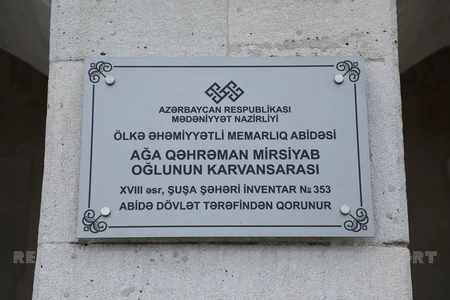 AZƏRBAYCAN RESPUBLİKASI
MƏDƏNİYYƏT NAZİRLİYİ
ÖLKƏ ƏHƏMİYYƏTLİ MEMARLIQ ABİDƏSİ
AĞA QƏHRƏMAN MİRSİYAB
OĞLUNUN KARVANSARASI
XVIII əsr, ŞUŞA ŞƏHƏRİ İNVENTAR № 353
ABİDƏ DÖVLƏT TƏRƏFİNDƏN QORUNUR